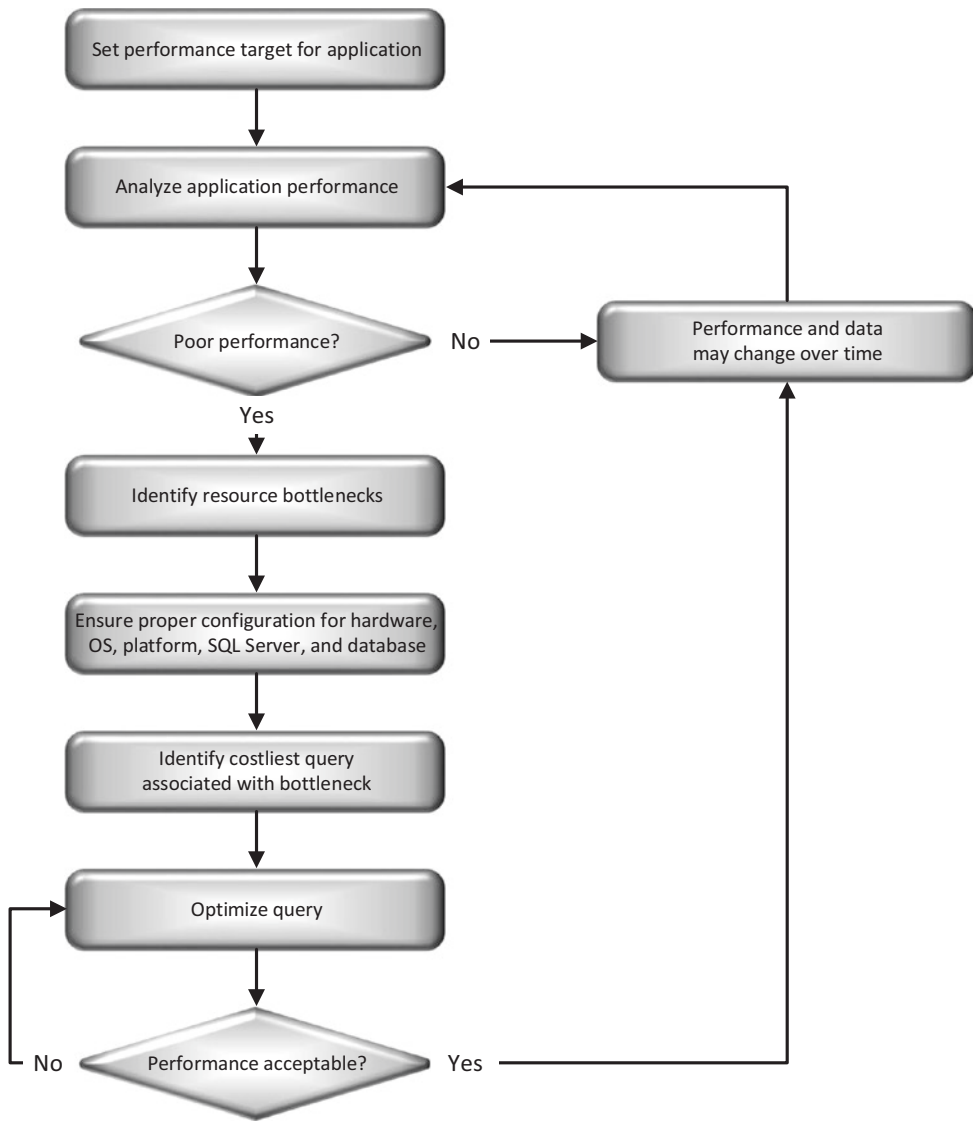 Set performance target for application
Analyze application performance
Poor performance?
No
Performance and data
may change over time
Yes
Identify resource bottlenecks
Ensure proper configuration for hardware,
OS, platform, SQL Server, and database
Identify costliest query
associated with bottleneck
Optimize query
No
Performance acceptable?
Yes